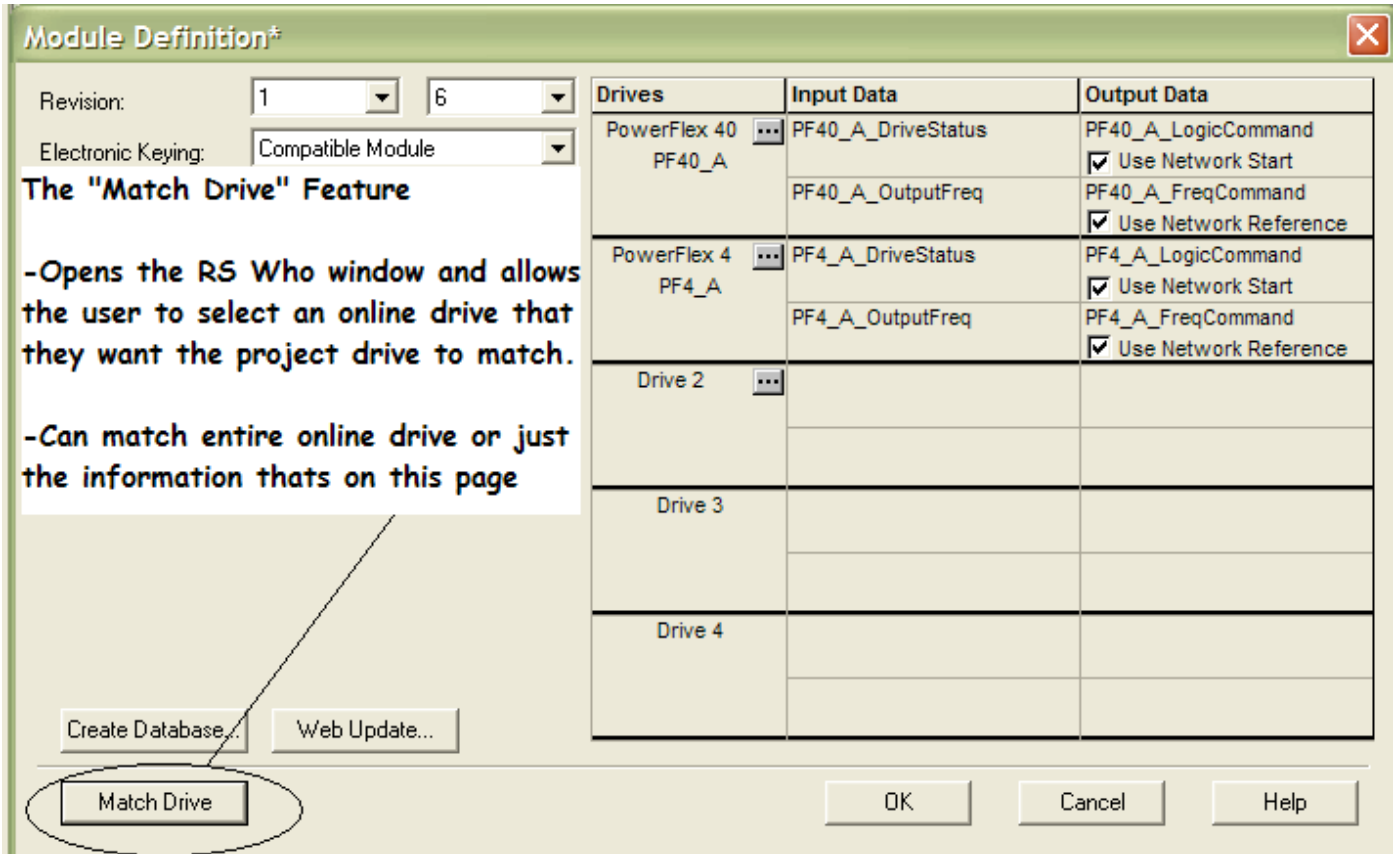 Module Definition*
Revision:
1
6
Electronic Keying:
Compatible Module
The "Match Drive" Feature
-Opens the RS Who window and allows
the user to select an online drive that
they want the project drive to match.
-Can match entire online drive or just
the information thats on this page
Create Database...
Web Update...
Match Drive
Drives
Input Data
Output Data
PowerFlex 40
...
PF40_A_DriveStatus
PF40_A_LogicCommand
PF40_A
Use Network Start
PF40_A_OutputFreq
PF40_A_FreqCommand
Use Network Reference
PowerFlex 4
...
PF4_A_DriveStatus
PF4_A_LogicCommand
PF4_A
Use Network Start
PF4_A_OutputFreq
PF4_A_FreqCommand
Use Network Reference
Drive 2
...
Drive 3
Drive 4
OK
Cancel
Help